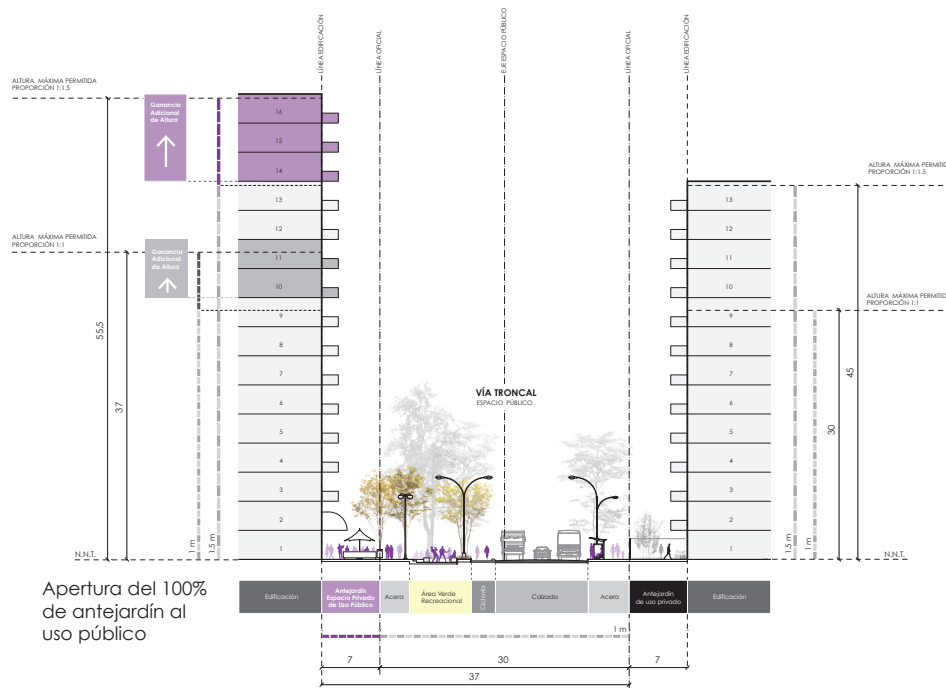 LÍNEA EDIFICACIÓN
LÍNEA OFICIAL
EJE ESPACIO PÚBLICO
LÍNEA OFICIAL
LÍNEA EDIFICACIÓN
ALTURA MÁXIMA PERMITIDA
PROPORCIÓN 1:1.5
Ganancia
Adicional
de Altura
16
15
14
13
12
11
10
9
8
7
6
5
4
3
2
1
ALTURA MÁXIMA PERMITIDA
PROPORCIÓN 1:1
Ganancia
Adicional
de Altura
55.5
37
1 m
1.5 m
N.N.T.
VÍA TRONCAL
ESPACIO PÚBLICO
ALTURA MÁXIMA PERMITIDA
PROPORCIÓN 1:1.5
13
12
11
10
9
8
7
6
5
4
3
2
1
ALTURA MÁXIMA PERMITIDA
PROPORCIÓN 1:1
45
30
1.5 m
1 m
N.N.T.
Apertura del 100%
de antejardín al
uso público
Edificación
Antejardín
Espacio Privado
de Uso Público
Acera
Área Verde
Recreacional
Ciclovía
Calzada
Acera
Antejardín
de uso privado
Edificación
1 m
7
30
7
37